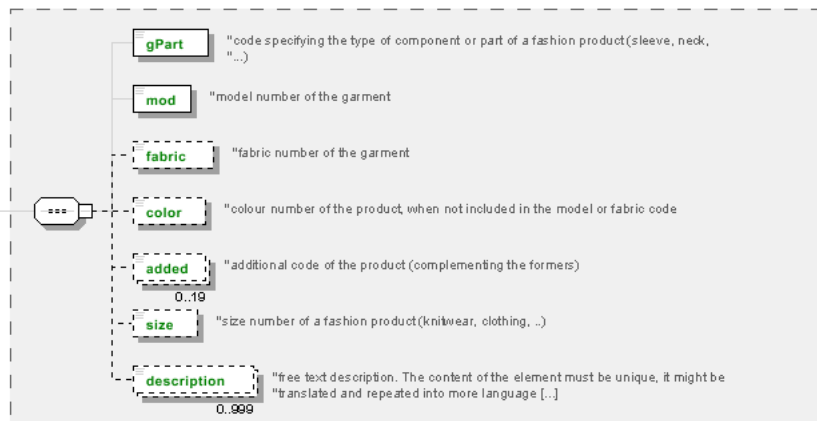 gPart
"code specifying the type of component or part of a fashion product (sleeve, neck,
"...)
mod
"model number of the garment
fabric
"fabric number of the garment
color
"colour number of the product, when not included in the model or fabric code
added
"additional code of the product (complementing the formers)
0..19
size
"size number of a fashion product (knitwear, clothing, ..)
description
"free text description. The content of the element must be unique, it might be
"translated and repeated into more language [...]
0..999